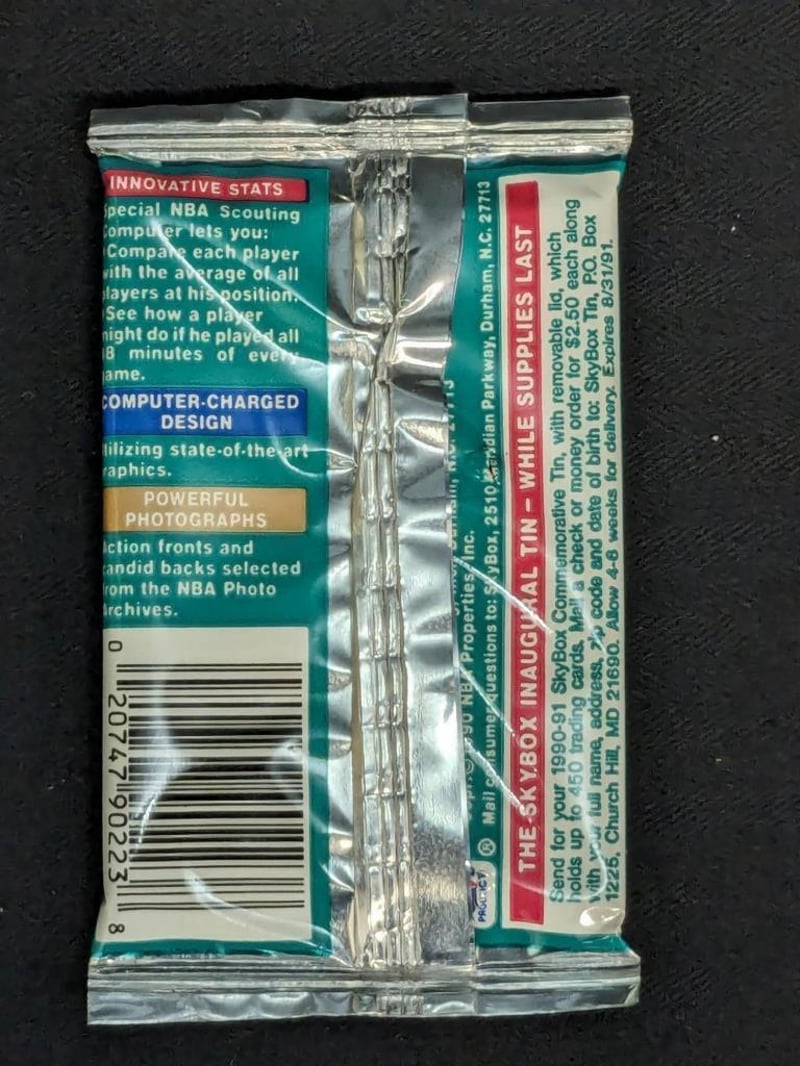 INNOVATIVE STATS
Special NBA Scouting
Computer lets you:
Compare each player
with the average of all
players at his position.
See how a player
might do if he played all
48 minutes of every
game.
COMPUTER-CHARGED
DESIGN
Utilizing state-of-the-art
graphics.
POWERFUL
PHOTOGRAPHS
Action fronts and
candid backs selected
from the NBA Photo
Archives.
0 20747 90223 8
1990 NBA Properties, Inc.
® Mail consumer questions to: SkyBox, 2510 Meridian Parkway, Durham, N.C. 27713
THE SKYBOX INAUGURAL TIN – WHILE SUPPLIES LAST
Send for your 1990-91 SkyBox Commemorative Tin, with removable lid, which
holds up to 450 trading cards. Mail a check or money order for $2.50 each along
with your full name, address, zip code and date of birth to: SkyBox Tin, P.O. Box
1225, Church Hill, MD 21690. Allow 4-8 weeks for delivery. Expires 8/31/91.